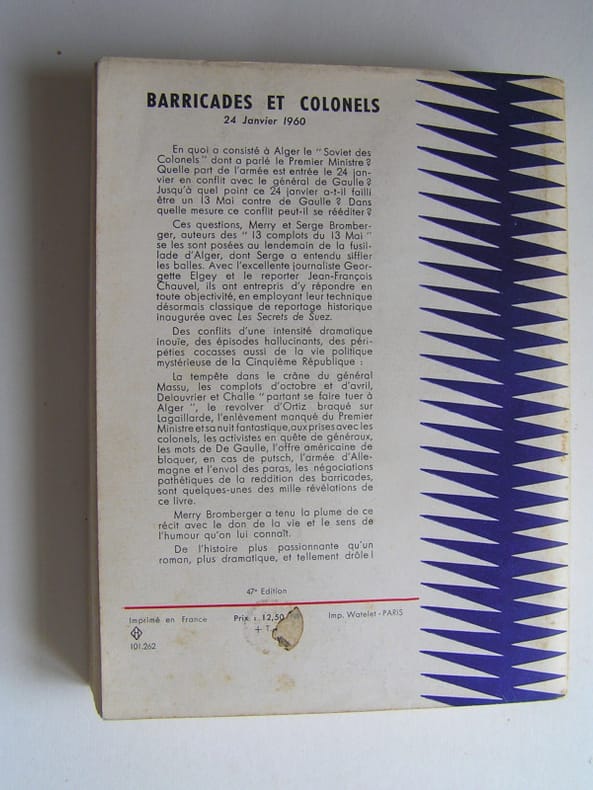 BARRICADES ET COLONELS
24 Janvier 1960
En quoi a consisté à Alger le "Soviet des
Colonels" dont a parlé le Premier Ministre ?
Quelle part de l'armée est entrée le 24 jan-
vier en conflit avec le général de Gaulle ?
Jusqu'à quel point ce 24 janvier a-t-il failli
être un 13 Mai contre de Gaulle ? Dans
quelle mesure ce conflit peut-il se rééditer ?
Ces questions, Merry et Serge Bromber-
ger, auteurs des "13 complots du 13 Mai"
se les sont posées au lendemain de la fusil-
lade d'Alger, dont Serge a entendu siffler
les balles. Avec l'excellente journaliste Geor-
gette Elgey et le reporter Jean-François
Chauvel, ils ont entrepris d'y répondre en
toute objectivité, en employant leur technique
désormais classique de reportage historique
inaugurée avec Les Secrets de Suez.
Des conflits d'une intensité dramatique
inouïe, des épisodes hallucinants, des péri-
péties cocasses aussi de la vie politique
mystérieuse de la Cinquième République :
La tempête dans le crâne du général
Massu, les complots d'octobre et d'avril,
Delouvrier et Challe "partant se faire tuer à
Alger", le revolver d'Ortiz braqué sur
Lagaillarde, l'enlèvement manqué du Premier
Ministre et sa nuit fantastique, aux prises avec les
colonels, les activistes en quête de généraux,
les mots de De Gaulle, l'offre américaine de
bloquer, en cas de putsch, l'armée d'Alle-
magne et l'envol des paras, les négociations
pathétiques de la reddition des barricades,
sont quelques-unes des mille révélations de
ce livre.
Merry Bromberger a tenu la plume de ce
récit avec le don de la vie et le sens de
l'humour qu'on lui connaît.
De l'histoire plus passionnante qu'un
roman, plus dramatique, et tellement drôle !
47e Edition
Imprimé en France
Prix : 12,50
Imp. Watelet - PARIS
+ T.
H
101.262